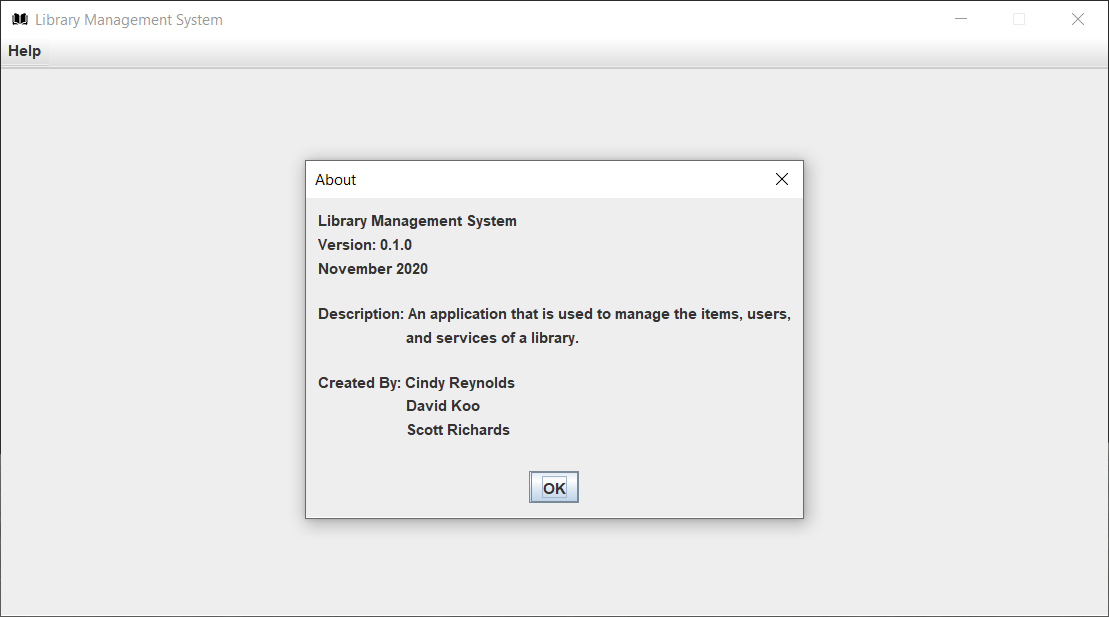 Library Management System
Help
About
Library Management System
Version: 0.1.0
November 2020
Description: An application that is used to manage the items, users,
and services of a library.
Created By: Cindy Reynolds
David Koo
Scott Richards
OK